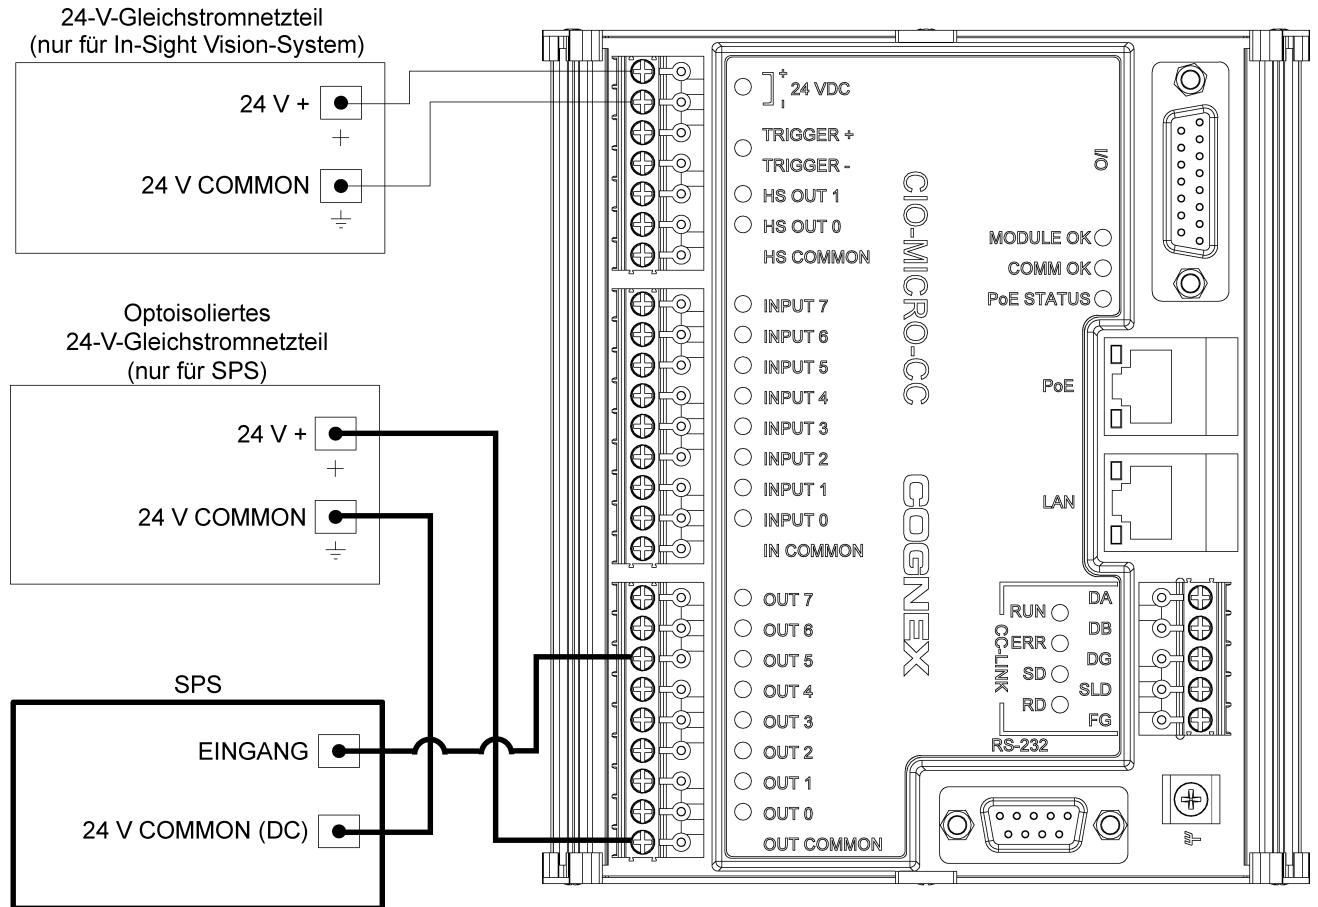 24-V-Gleichstromnetzteil
(nur für In-Sight Vision-System)
24 V +
+
24 V COMMON
Optoisoliertes
24-V-Gleichstromnetzteil
(nur für SPS)
24 V +
+
24 V COMMON
SPS
EINGANG
24 V COMMON (DC)
+
24 VDC
-
TRIGGER +
TRIGGER -
HS OUT 1
HS OUT 0
HS COMMON
INPUT 7
INPUT 6
INPUT 5
INPUT 4
INPUT 3
INPUT 2
INPUT 1
INPUT 0
IN COMMON
OUT 7
OUT 6
OUT 5
OUT 4
OUT 3
OUT 2
OUT 1
OUT 0
OUT COMMON
CIO-MICRO-CC
COGNEX
I/O
MODULE OK
COMM OK
PoE STATUS
PoE
LAN
CC-LINK
RUN
ERR
SD
RD
DA
DB
DG
SLD
FG
RS-232